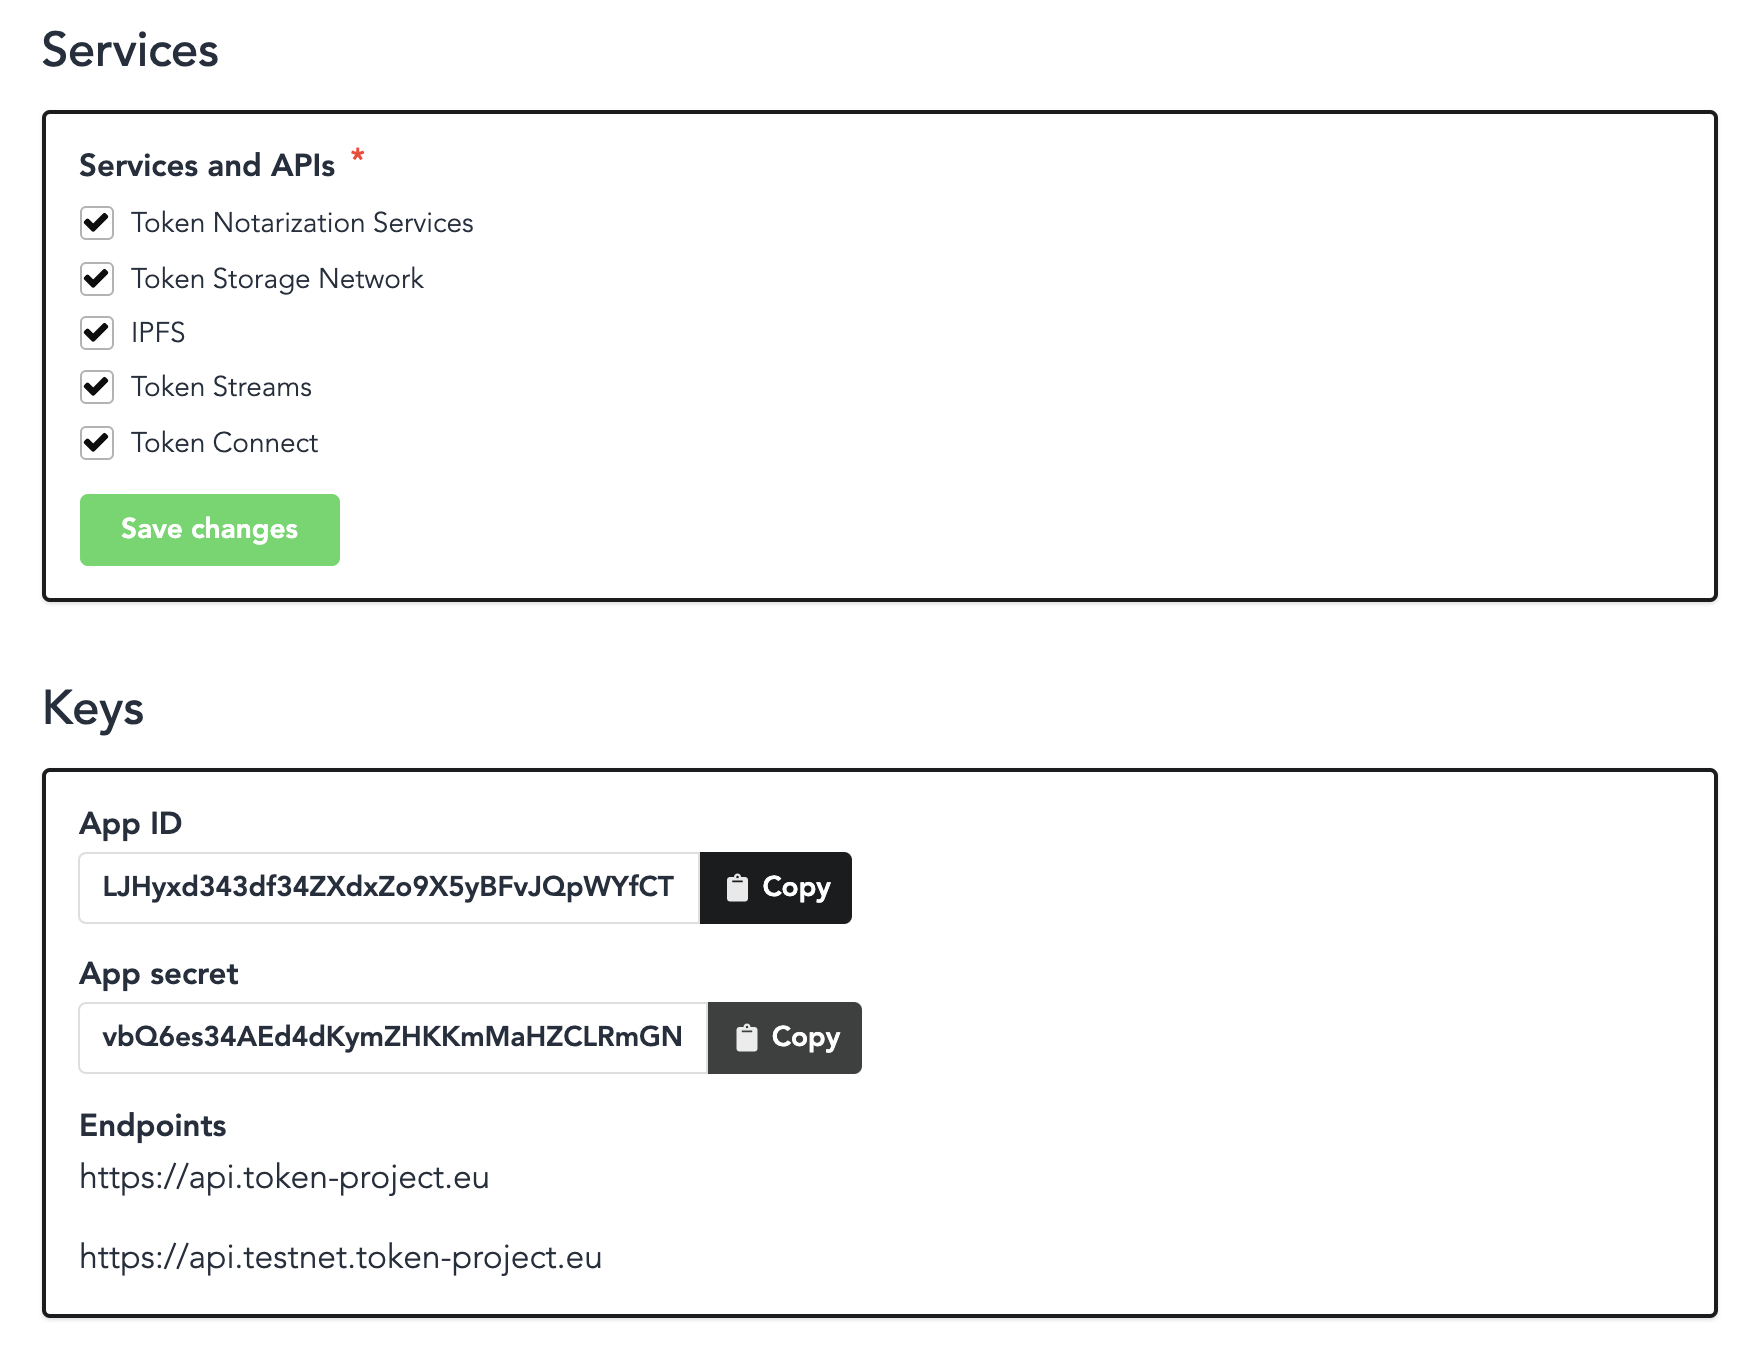 Services
Services and APIs *
Token Notarization Services
Token Storage Network
IPFS
Token Streams
Token Connect
Save changes
Keys
App ID
LJHyxd343df34ZXdxZo9X5yBFvJQpWYfCT
Copy
App secret
vbQ6es34AEd4dKymZHKKmMaHZCLRmGN
Copy
Endpoints
https://api.token-project.eu
https://api.testnet.token-project.eu